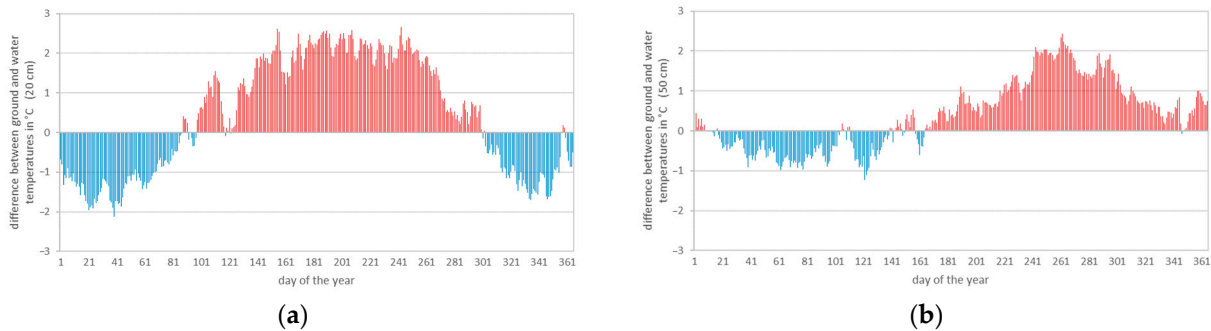 (a)
difference between ground and water
temperatures in ˚C (20 cm)
3
2
1
0
−1
−2
−3
1 21 41 61 81 101 121 141 161 181 201 221 241 261 281 301 321 341 361
day of the year
(a)
(b)
difference bettween ground and water
temperatures in ˚C (50 cm)
3
2
1
0
−1
−2
−3
1 21 41 61 81 101 121 141 161 181 201 221 241 261 281 301 321 341 361
day of the year
(b)